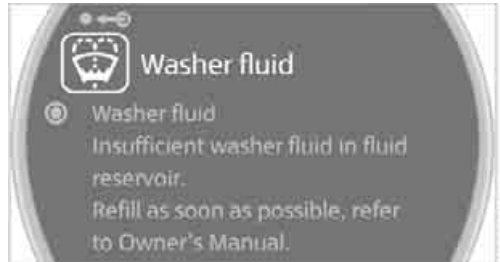 Washer fluid
Washer fluid
Insufficient washer fluid in fluid
reservoir.
Refill as soon as possible, refer
to Owner's Manual.